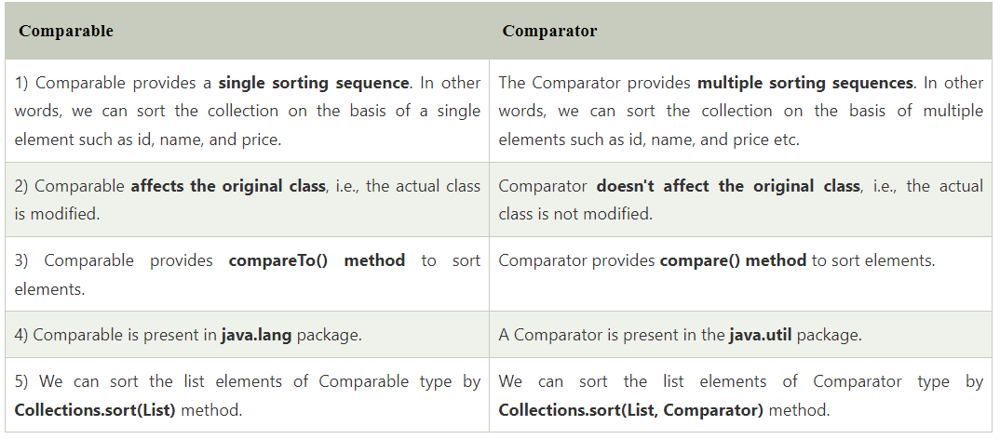 Comparable
Comparator
1) Comparable provides a single sorting sequence. In other
words, we can sort the collection on the basis of a single
element such as id, name, and price.
The Comparator provides multiple sorting sequences. In other
words, we can sort the collection on the basis of multiple
elements such as id, name, and price etc.
2) Comparable affects the original class, i.e., the actual class
is modified.
Comparator doesn't affect the original class, i.e., the actual
class is not modified.
3) Comparable provides compareTo() method to sort
elements.
Comparator provides compare() method to sort elements.
4) Comparable is present in java.lang package.
A Comparator is present in the java.util package.
5) We can sort the list elements of Comparable type by
Collections.sort(List) method.
We can sort the list elements of Comparator type by
Collections.sort(List, Comparator) method.